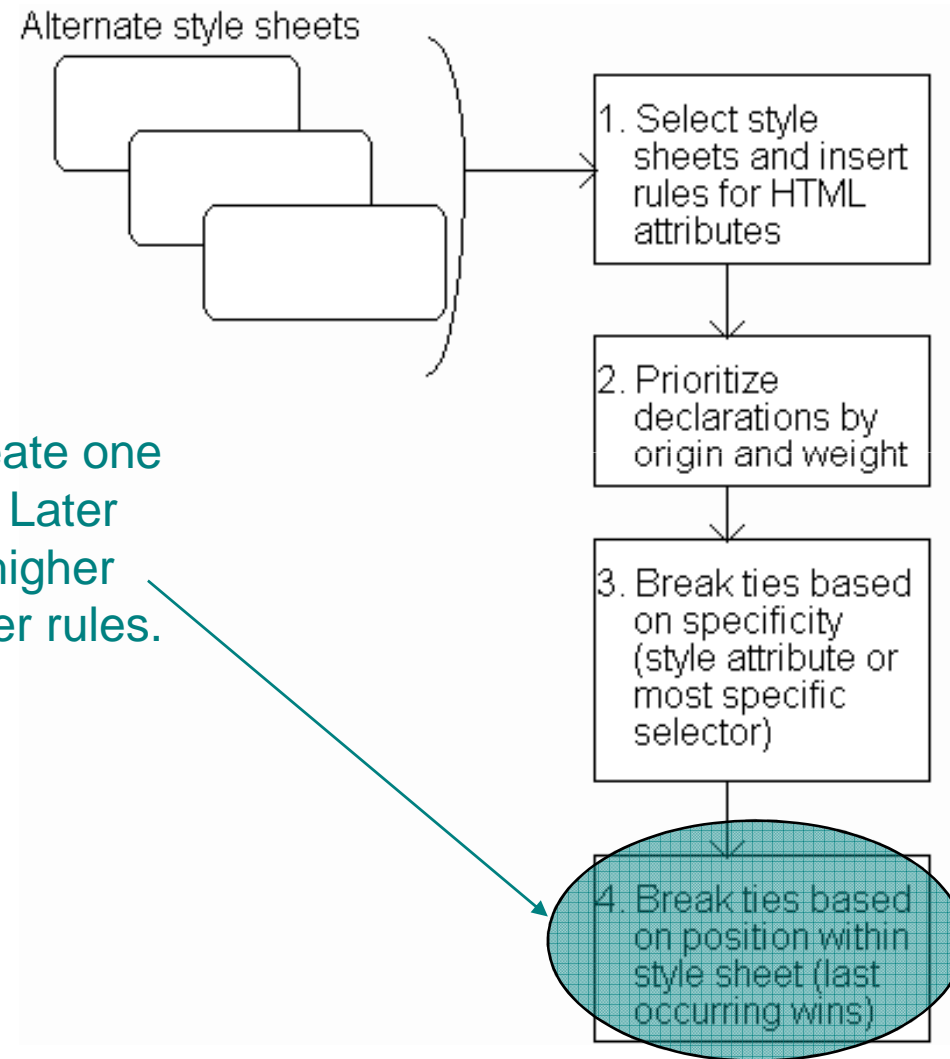 Alternate style sheets
1. Select style
sheets and insert
rules for HTML
attributes
2. Prioritize
declarations by
origin and weight
eate one
Later
higher
er rules.
3. Break ties based
on specificity
(style attribute or
most specific
selector)
4. Break ties based
on position within
style sheet (last
occurring wins)